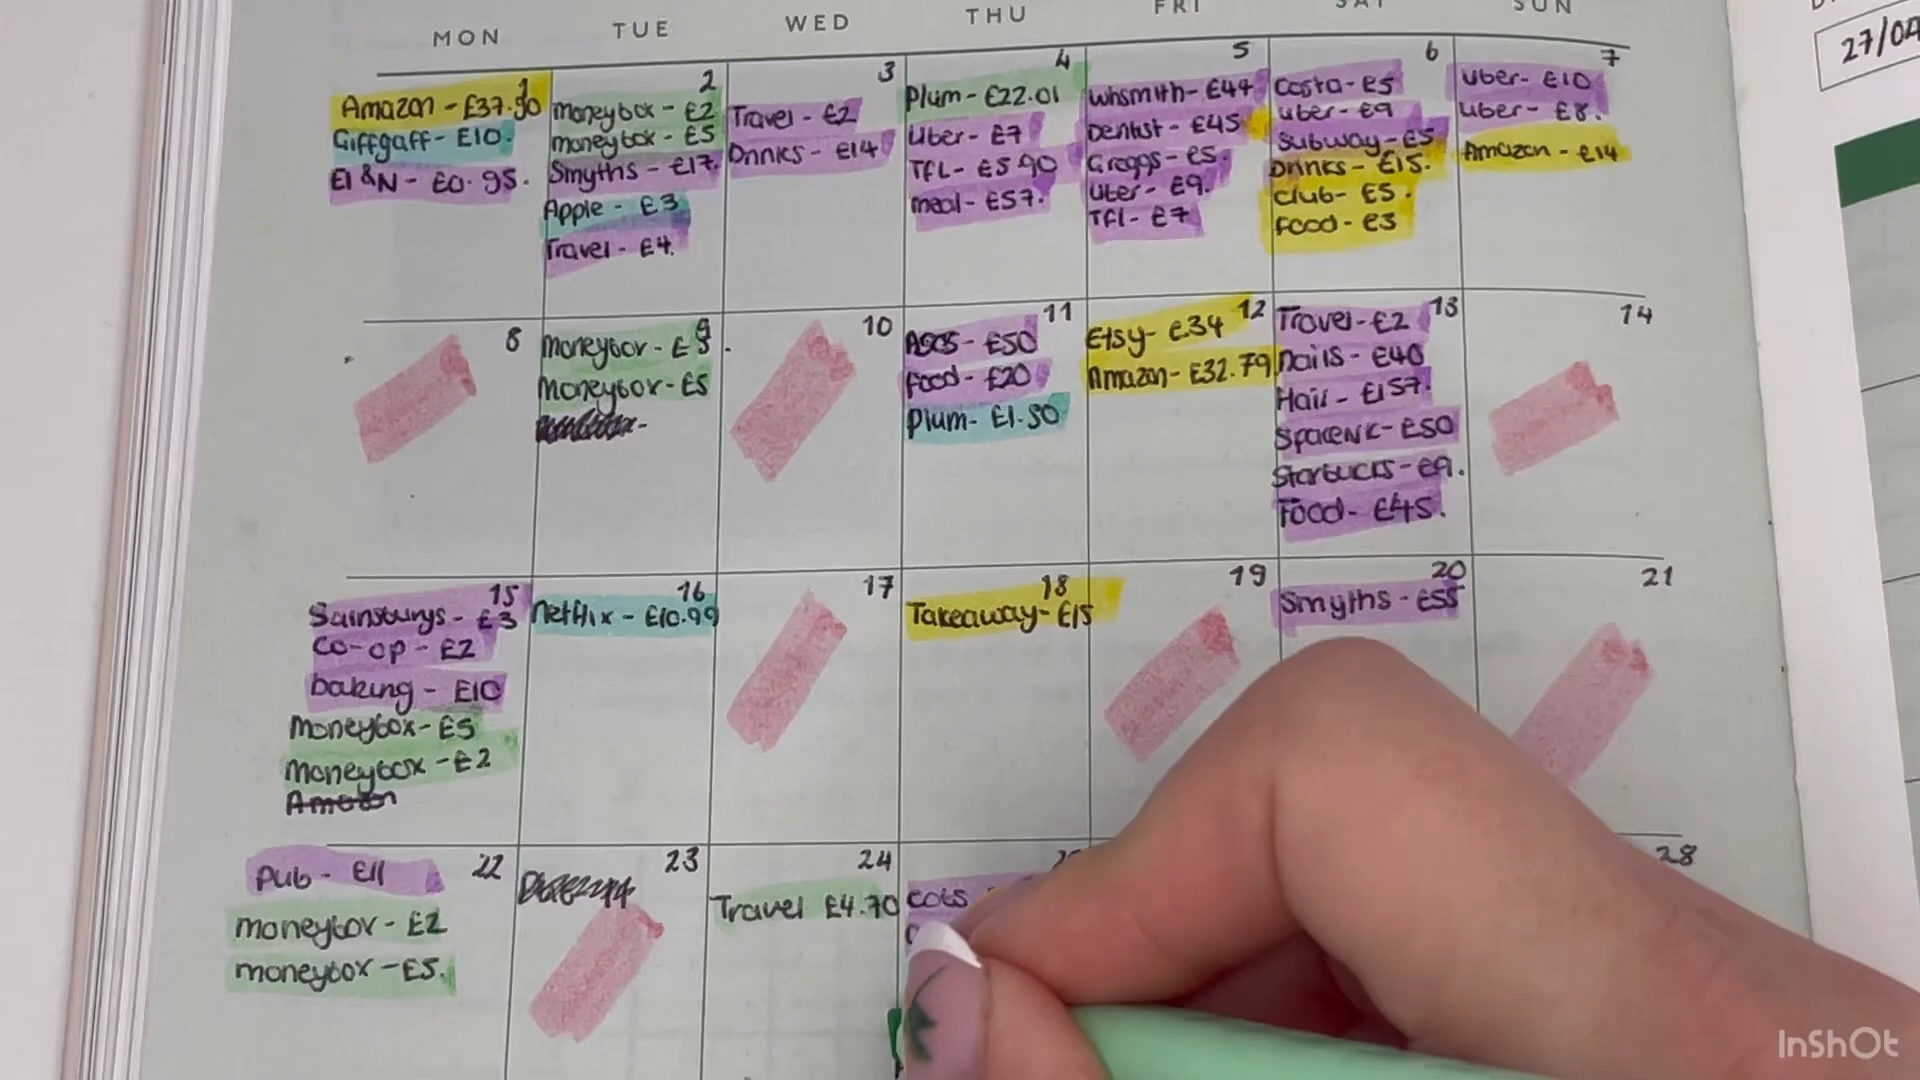 MON TUE WED THU FRI SAT SUN
27/04
1
Amazon - £37.90
Giffgaff - £10.
El &N - £0.95.
2
moneybox - £2
moneybox - £5
Smyths - £17.
Apple - £3
Travel - £4.
3
Travel - £2
Drinks - £14
4
Plum - £22.01
Uber - £7
TFL - £5.90
meal - £57.
5
Whsmith - £44
Dentist - £45
Greggs - £5.
Uber - £9.
Tfl - £7
6
Costa - £5
uber - £9
Subway - £5
Drinks - £15.
club - £5.
food - £3
7
uber - £10
uber - £8.
Amazon - £14
8
9
moneybox - £
moneybox - £5
10
11
ASOS - £50
food - £20
Plum - £1.50
12
Etsy - £34
Amazon - £32.79
13
Travel - £2
nails - £40
Hair - £157.
SpaceNK - £50
Starbucks - £9.
Food - £45.
14
15
Sainsburys - £3
co-op - £2
baking - £10
moneybox - £5
moneybox - £2
Amazon
16
netflix - £10.99
17
18
Takeaway - £15
19
20
Smyths - £55
21
22
Pub - £11
moneybox - £2
moneybox - £5.
23
24
Travel £4.70
28
InShOt